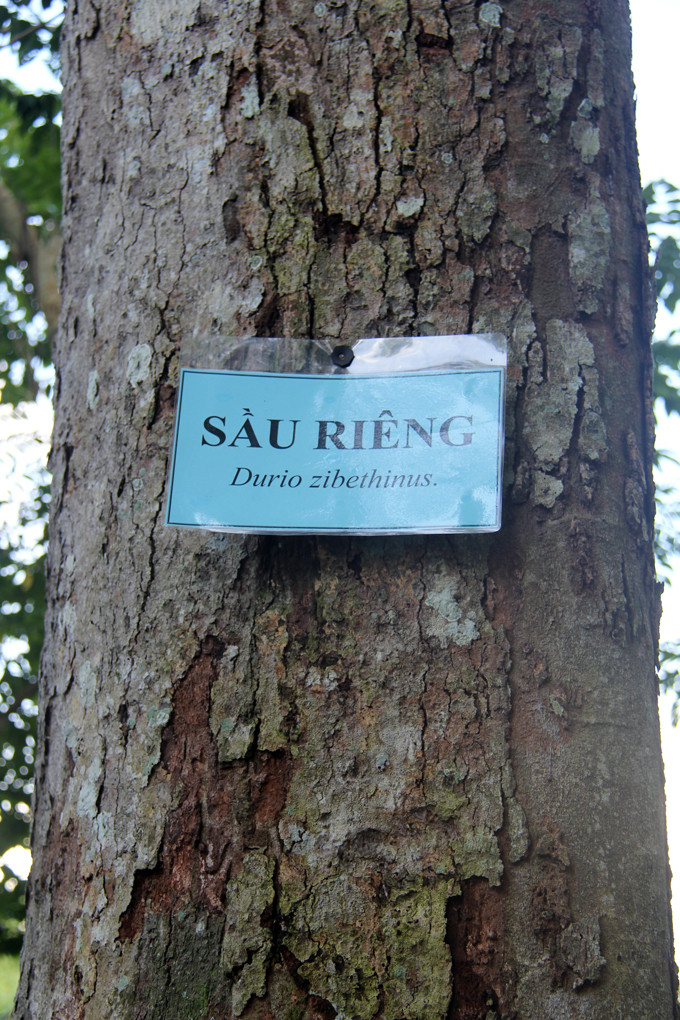 SẦU RIÊNG
Durio zibethinus.